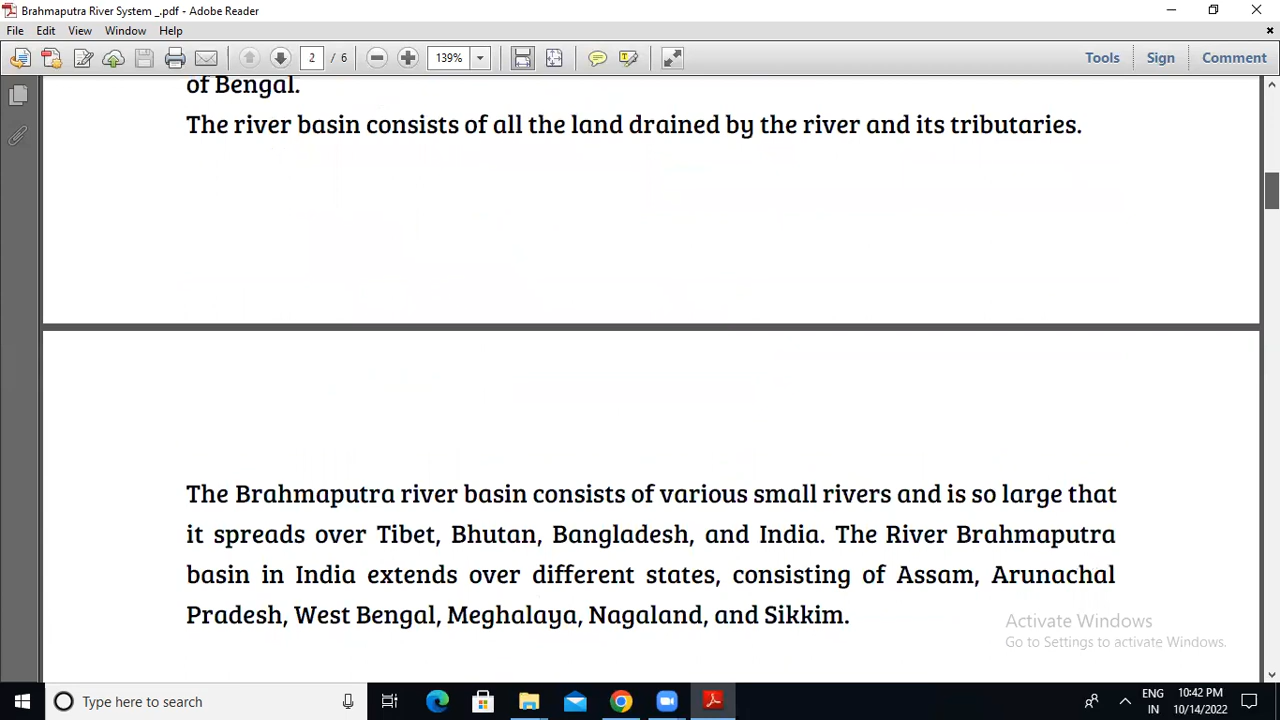 Brahmaputra River System _.pdf - Adobe Reader
File Edit View Window Help
2 / 6 139% Tools Sign Comment
of Bengal.
The river basin consists of all the land drained by the river and its tributaries.
The Brahmaputra river basin consists of various small rivers and is so large that
it spreads over Tibet, Bhutan, Bangladesh, and India. The River Brahmaputra
basin in India extends over different states, consisting of Assam, Arunachal
Pradesh, West Bengal, Meghalaya, Nagaland, and Sikkim.
Activate Windows
Go to Settings to activate Windows.
Type here to search
ENG
IN
10:42 PM
10/14/2022